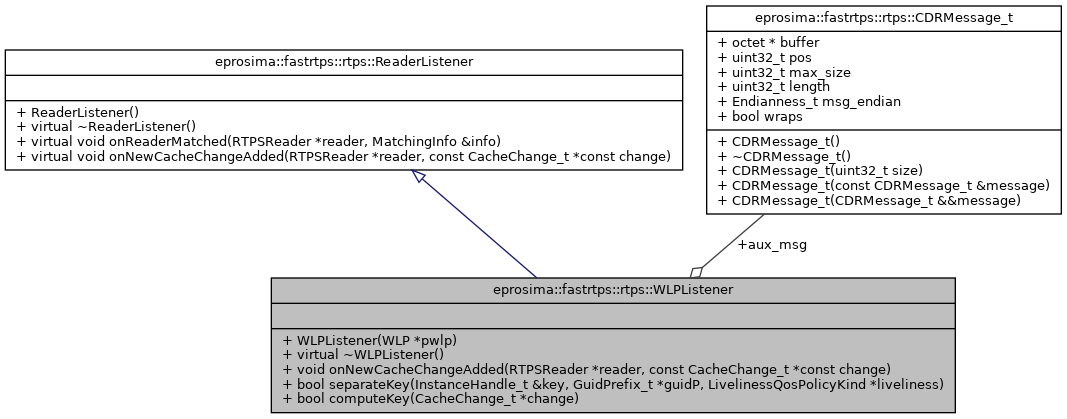 eprosima::fastrtps::rtps::ReaderListener
+ ReaderListener()
+ virtual ~ReaderListener()
+ virtual void onReaderMatched(RTPSReader *reader, MatchingInfo &info)
+ virtual void onNewCacheChangeAdded(RTPSReader *reader, const CacheChange_t *const change)
eprosima::fastrtps::rtps::CDRMessage_t
+ octet * buffer
+ uint32_t pos
+ uint32_t max_size
+ uint32_t length
+ Endianness_t msg_endian
+ bool wraps
+ CDRMessage_t()
+ ~CDRMessage_t()
+ CDRMessage_t(uint32_t size)
+ CDRMessage_t(const CDRMessage_t &message)
+ CDRMessage_t(CDRMessage_t &&message)
+aux_msg
eprosima::fastrtps::rtps::WLPListener
+ WLPListener(WLP *pwlp)
+ virtual ~WLPListener()
+ void onNewCacheChangeAdded(RTPSReader *reader, const CacheChange_t *const change)
+ bool separateKey(InstanceHandle_t &key, GuidPrefix_t *guidP, LivelinessQosPolicyKind *liveliness)
+ bool computeKey(CacheChange_t *change)